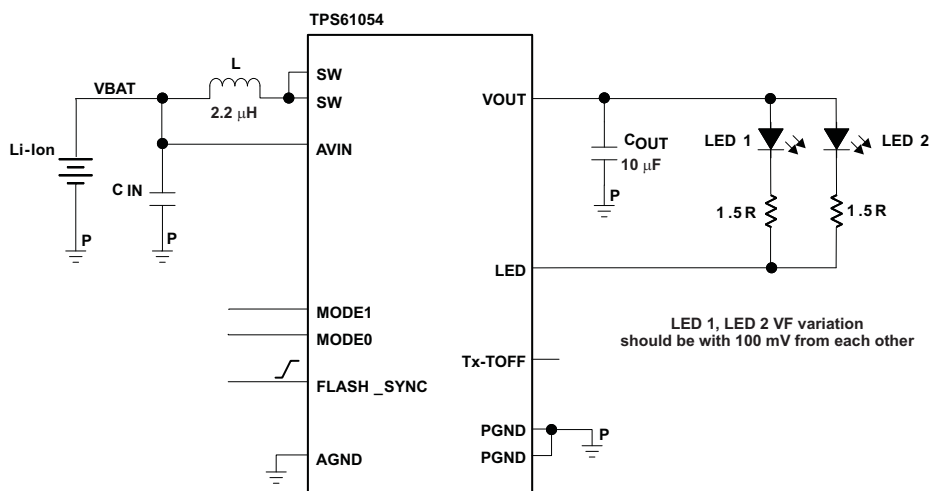 TPS61054
L
SW
VBAT
SW
VOUT
2.2 μH
Li-Ion
AVIN
COUT
10 μF
LED 1
LED 2
C IN
P
P
P
1.5R
1.5R
LED
MODE1
MODE0
LED 1, LED 2 VF variation
should be with 100 mV from each other
Tx-TOFF
FLASH _SYNC
PGND
P
PGND
AGND